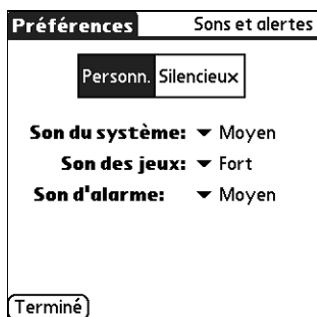 Préférences Sons et alertes
Personn. Silencieux
Son du système: Moyen
Son des jeux: Fort
Son d'alarme: Moyen
Terminé